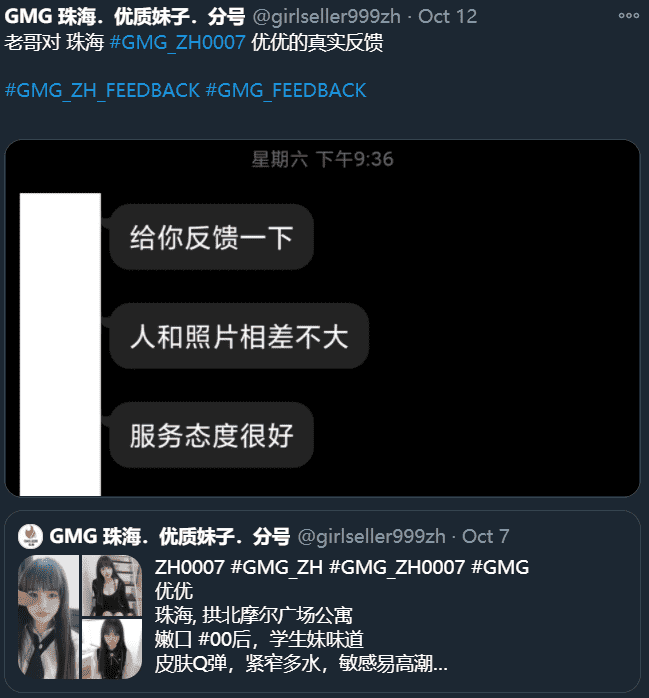 GMG 珠海．优质妹子．分号 @girlseller999zh · Oct 12
老哥对 珠海 #GMG_ZH0007 优优的真实反馈
#GMG_ZH_FEEDBACK #GMG_FEEDBACK
星期六 下午9:36
给你反馈一下
人和照片相差不大
服务态度很好
GMG 珠海．优质妹子．分号 @girlseller999zh · Oct 7
ZH0007 #GMG_ZH #GMG_ZH0007 #GMG
优优
珠海, 拱北摩尔广场公寓
嫩口 #00后，学生妹味道
皮肤Q弹，紧窄多水，敏感易高潮...